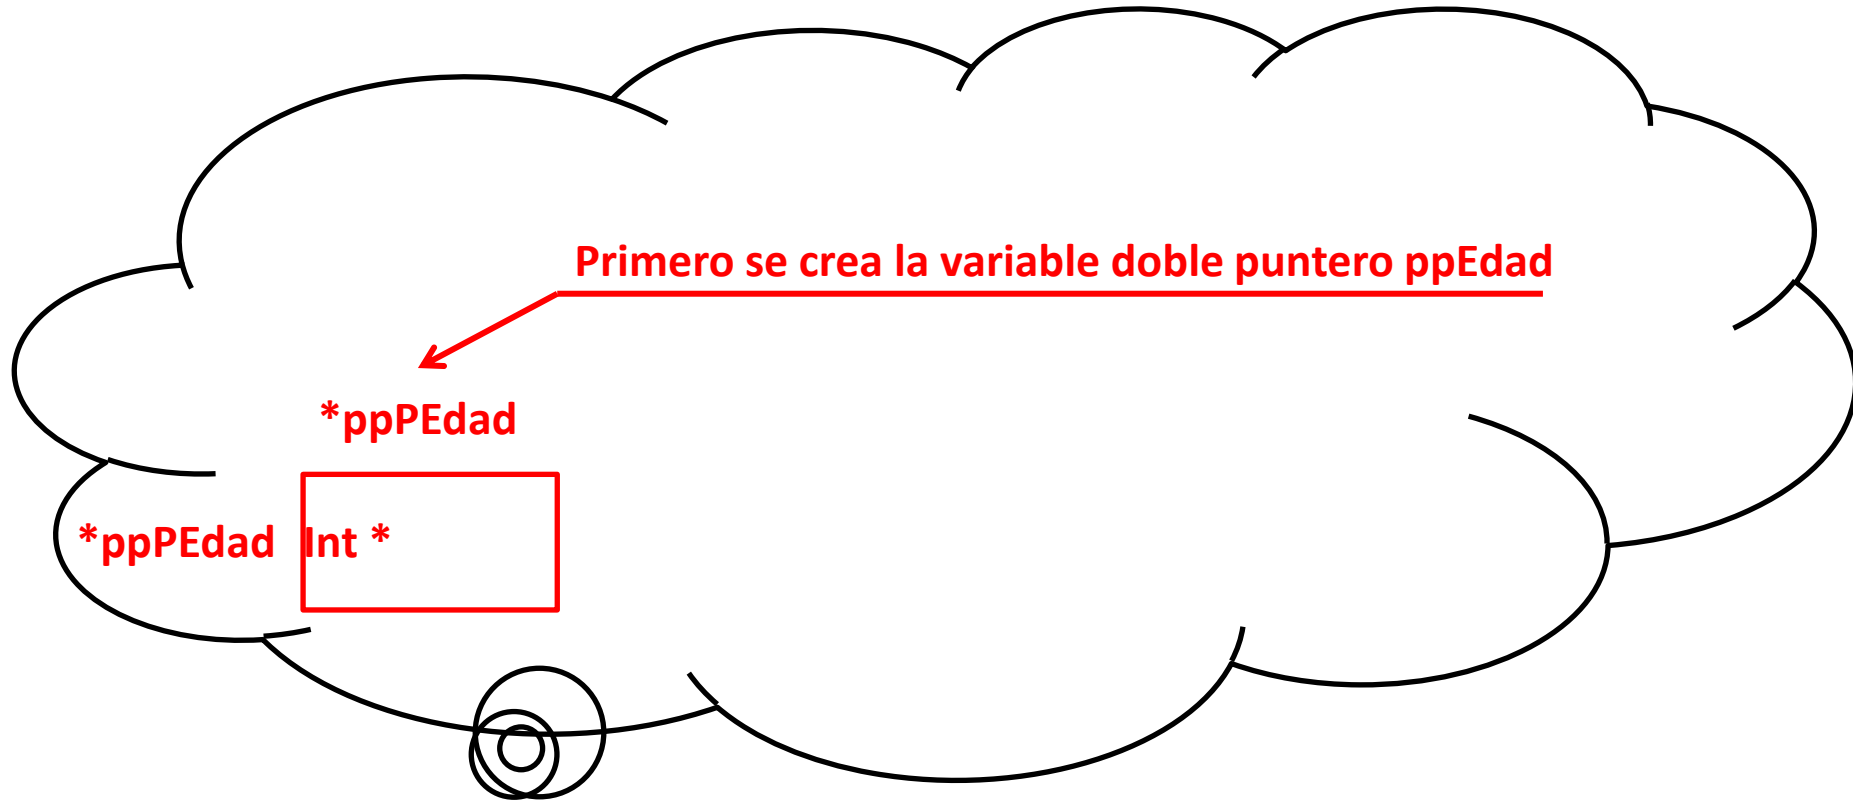 Primero se crea la variable doble puntero ppEdad
*ppPEdad
*ppPEdad Int *